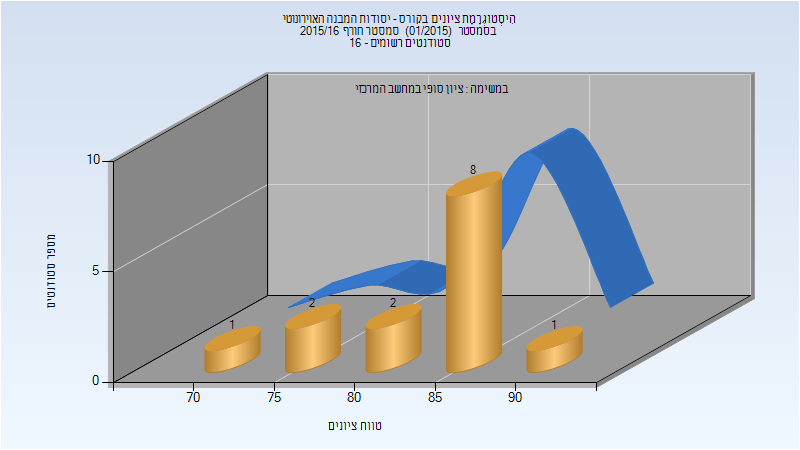 היסטוגרמת ציונים בקורס - יסודות המבנה האוירונוטי
בסמסטר (01/2015) סמסטר חורף 2015/16
סטודנטים רשומים - 16
במשימה : ציון סופי במחשב המרכזי
10
5
0
מספר סטודנטים
1
2
2
8
1
70
75
80
85
90
טווח ציונים